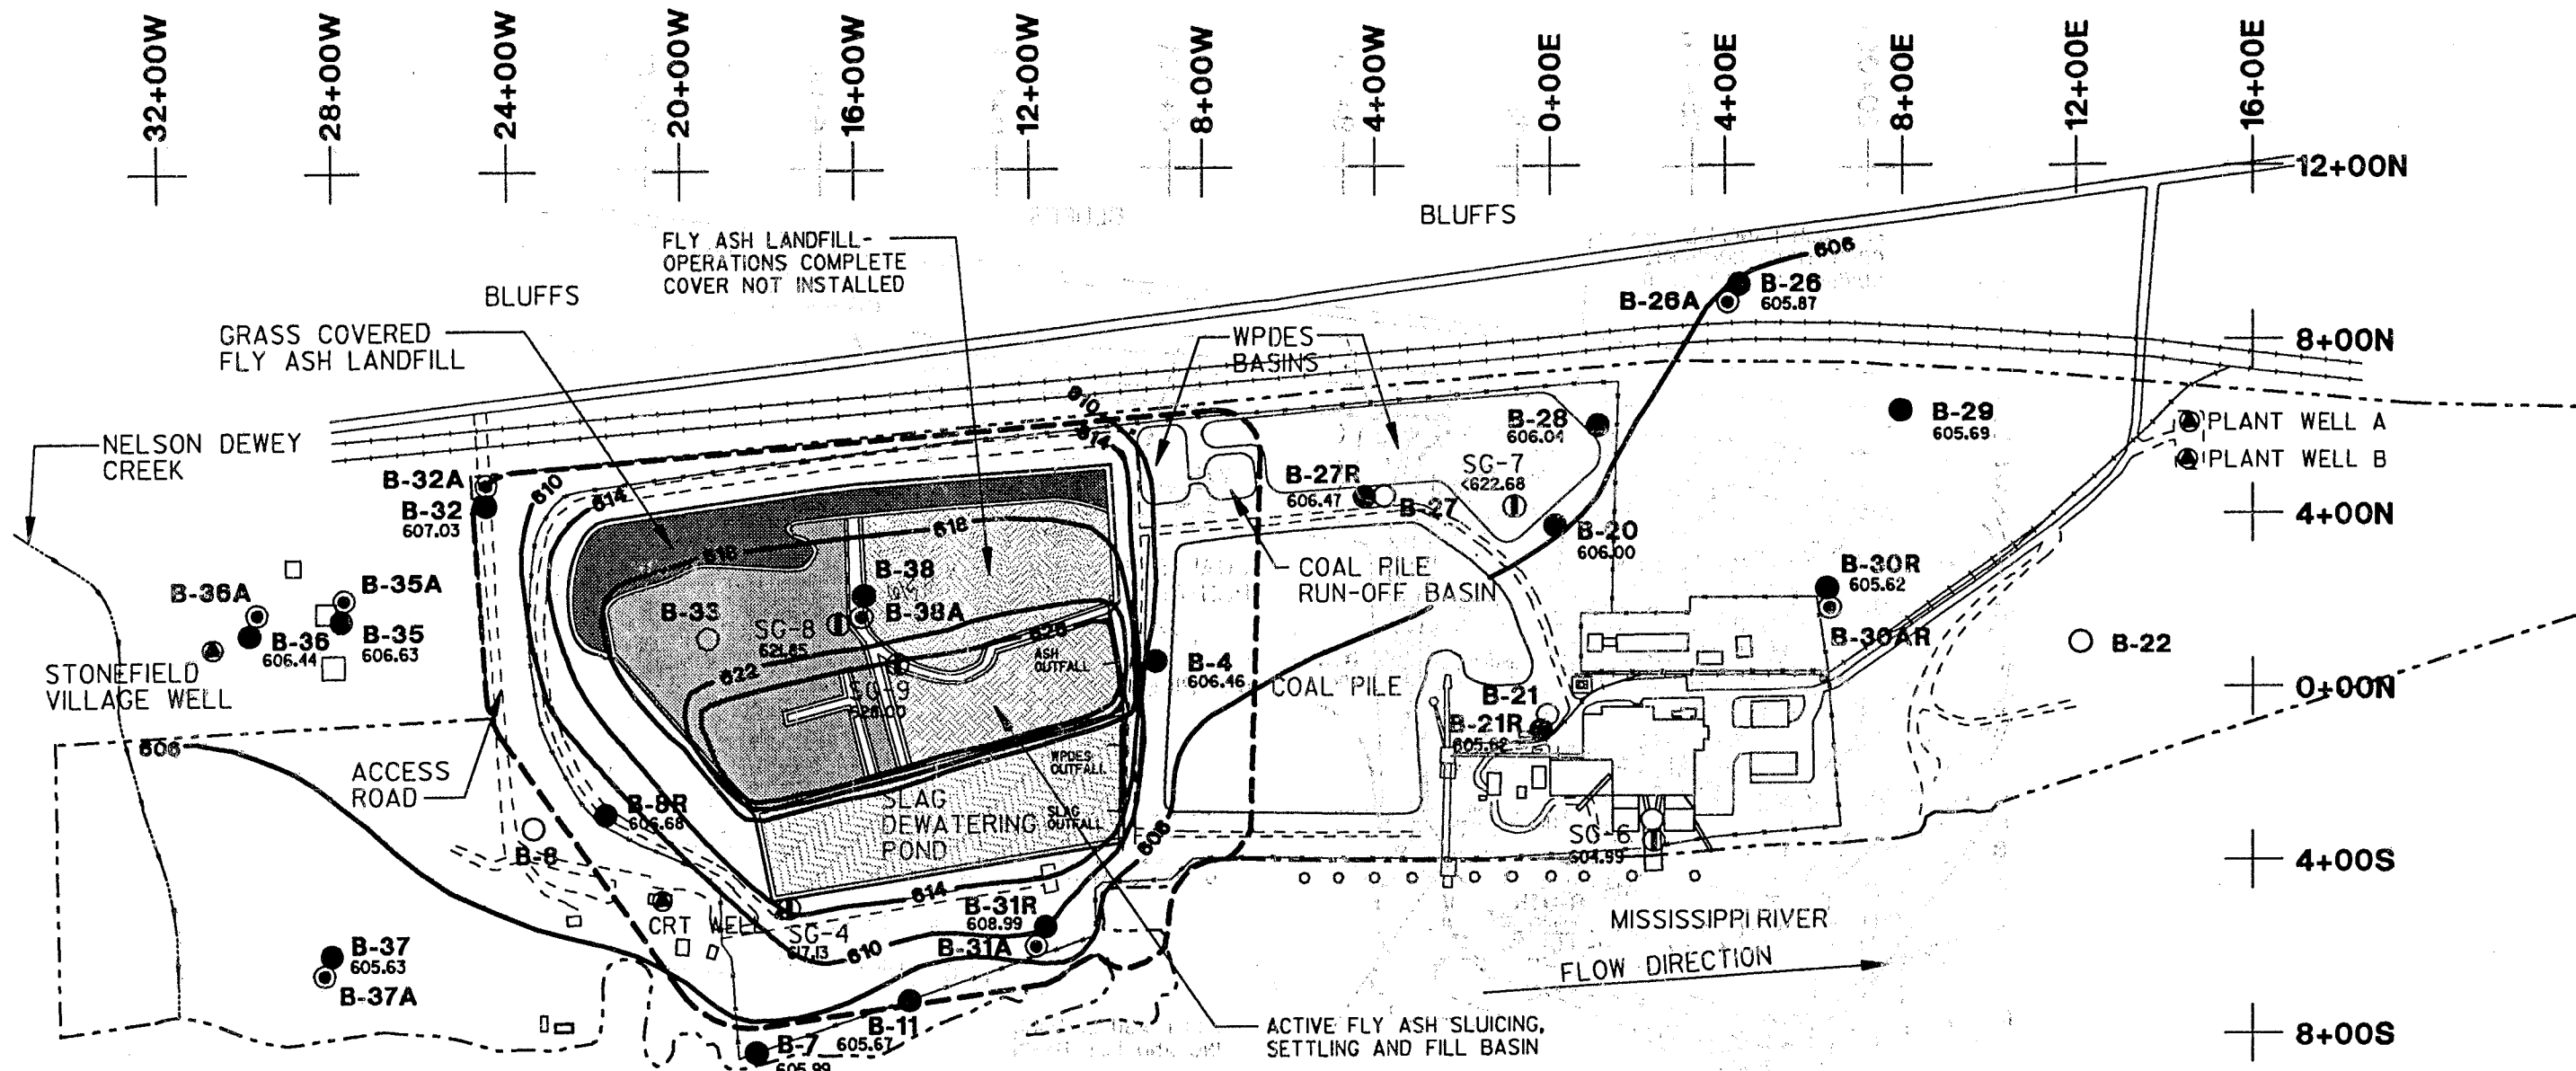 32+00W
28+00W
24+00W
20+00W
16+00W
12+00W
8+00W
4+00W
0+00E
4+00E
8+00E
12+00E
16+00E
12+00N
BLUFFS
FLY ASH LANDFILL-
OPERATIONS COMPLETE
COVER NOT INSTALLED
606
BLUFFS
B-26
605.87
B-26A
GRASS COVERED
FLY ASH LANDFILL
WPDES
BASINS
8+00N
610
614
B-28
606.04
B-29
605.69
PLANT WELL A
PLANT WELL B
NELSON DEWEY
CREEK
B-32A
B-32
607.03
610
614
B-27R
606.47
B-27
SG-7
<622.68
4+00N
618
618
B-20
606.00
COAL PILE
RUN-OFF BASIN
B-38
B-38A
B-33
SG-8
621.85
B-30R
605.62
B-30AR
B-36A
B-35A
B-36
606.44
B-35
606.63
B-22
626
ASH
OUTFALL
B-4
606.46
COAL PILE
622
SG-9
STONEFIELD
VILLAGE WELL
0+00N
B-21
B-21R
605.62
606
ACCESS
ROAD
WPDES
OUTFALL
B-8R
606.68
SLAG
DEWATERING
POND
SLAG
OUTFALL
606
B-8
SG-6
604.99
4+00S
614
CRT WELL
SG-4
617.13
B-31R
608.99
B-31A
610
MISSISSIPPI RIVER
FLOW DIRECTION
B-37
605.63
B-37A
B-11
605.67
B-7
605.99
ACTIVE FLY ASH SLUICING,
SETTLING AND FILL BASIN
8+00S